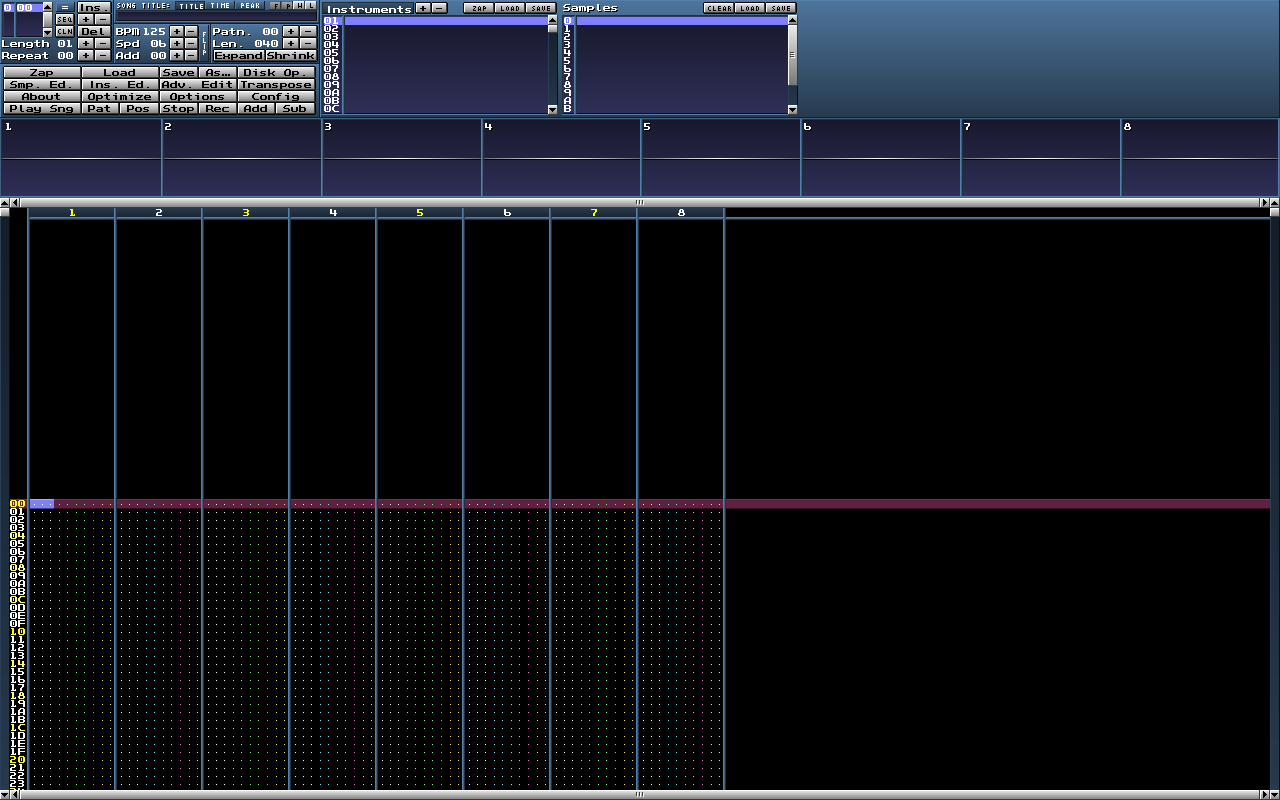 0 00 = Ins. SONG TITLE: TITLE TIME PEAK F P W L Instruments + - ZAP LOAD SAVE Samples CLEAR LOAD SAVE
SEQ + -
CLN Del BPM 125 + - FLIP Patn. 00 + -
Length 01 + - Spd 06 + - Len. 040 + -
Repeat 00 + - Add 00 + - Expand Shrink
Zap Load Save As... Disk Op.
Smp. Ed. Ins. Ed. Adv. Edit Transpose
About Optimize Options Config
Play Sng Pat Pos Stop Rec Add Sub
01 0
02 1
03 2
04 3
05 4
06 5
07 6
08 7
09 8
0A 9
0B A
0C B
1 2 3 4 5 6 7 8
1 2 3 4 5 6 7 8
00
01
02
03
04
05
06
07
08
09
0A
0B
0C
0D
0E
0F
10
11
12
13
14
15
16
17
18
19
1A
1B
1C
1D
1E
1F
20
21
22
23